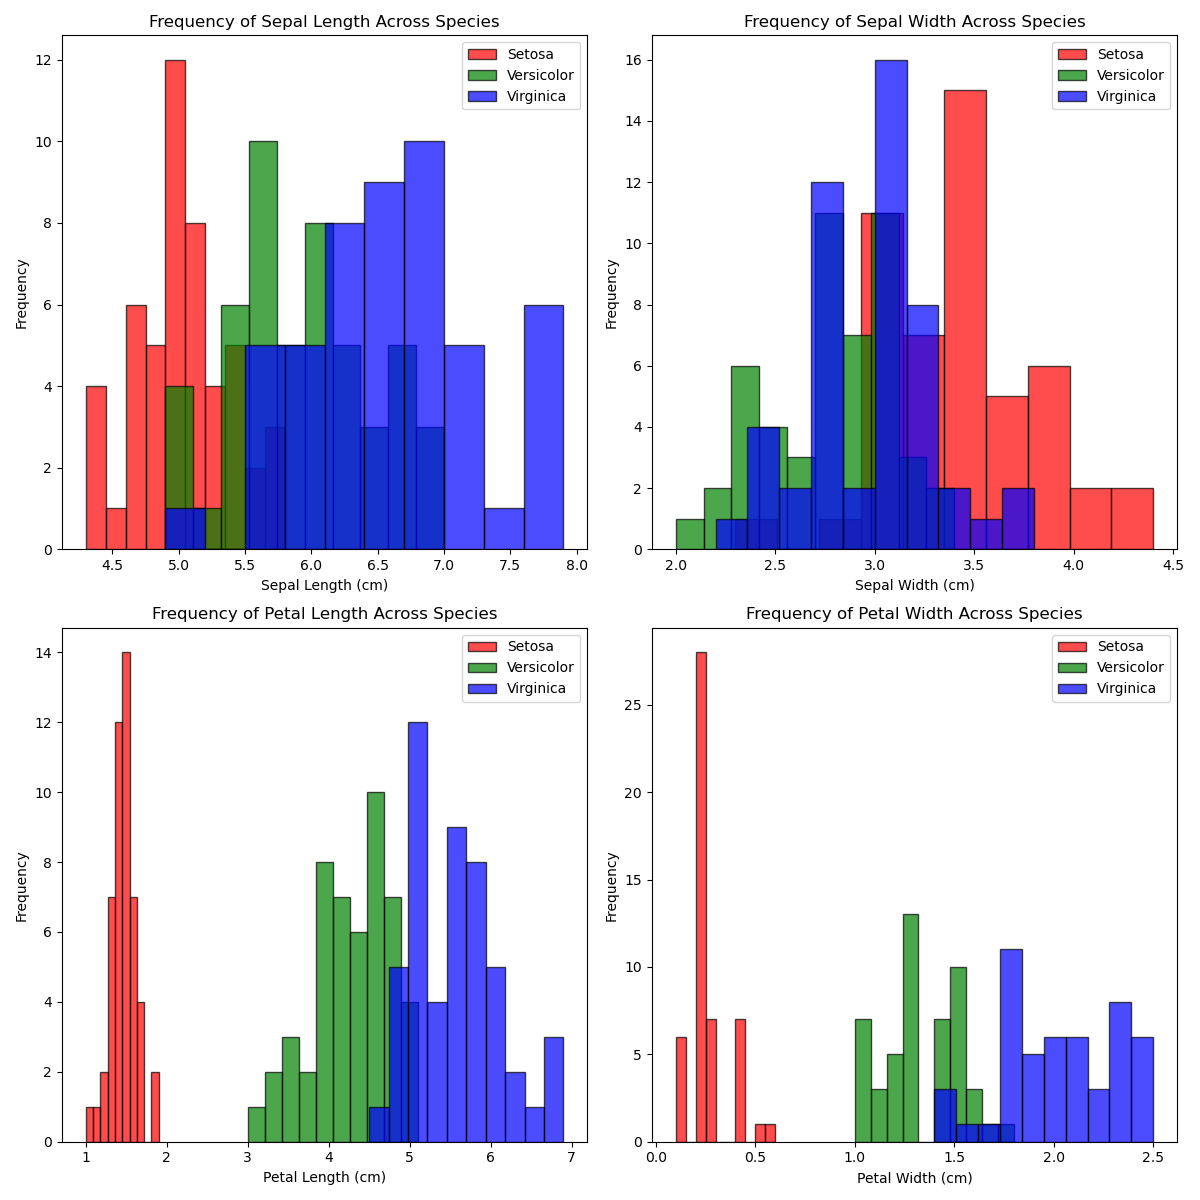 Frequency of Sepal Length Across Species
Setosa
Versicolor
Virginica
Frequency
0
2
4
6
8
10
12
4.5
5.0
5.5
6.0
6.5
7.0
7.5
8.0
Sepal Length (cm)
Frequency of Sepal Width Across Species
Setosa
Versicolor
Virginica
Frequency
0
2
4
6
8
10
12
14
16
2.0
2.5
3.0
3.5
4.0
4.5
Sepal Width (cm)
Frequency of Petal Length Across Species
Setosa
Versicolor
Virginica
Frequency
0
2
4
6
8
10
12
14
1
2
3
4
5
6
7
Petal Length (cm)
Frequency of Petal Width Across Species
Setosa
Versicolor
Virginica
Frequency
0
5
10
15
20
25
0.0
0.5
1.0
1.5
2.0
2.5
Petal Width (cm)